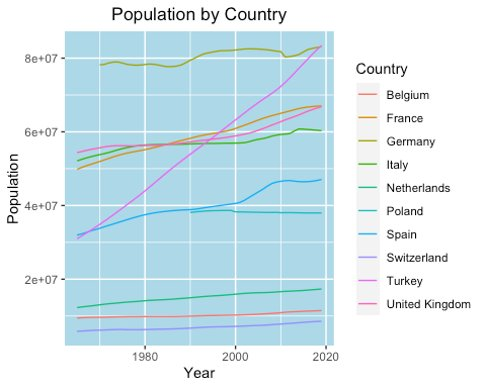 Population by Country
8e+07
6e+07
4e+07
2e+07
Population
1980
2000
2020
Year
Country
Belgium
France
Germany
Italy
Netherlands
Poland
Spain
Switzerland
Turkey
United Kingdom